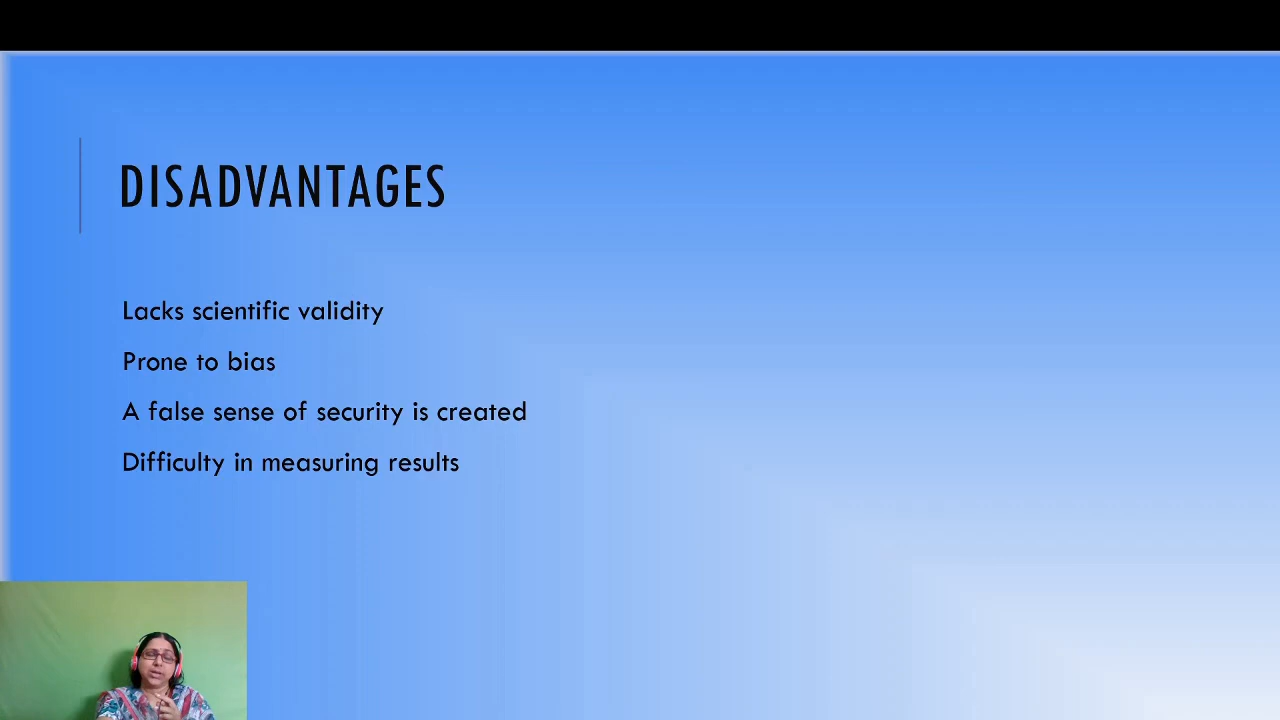 DISADVANTAGES
Lacks scientific validity
Prone to bias
A false sense of security is created
Difficulty in measuring results